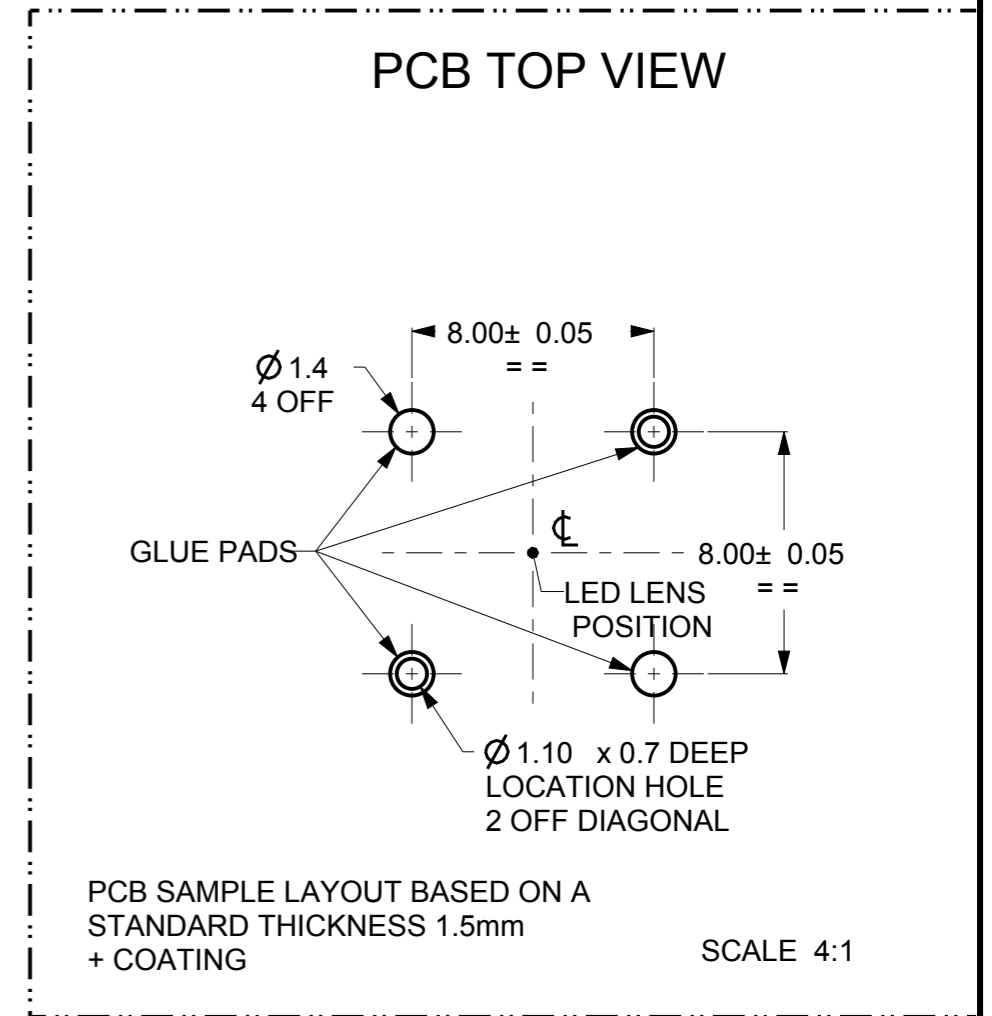 PCB TOP VIEW
8.00± 0.05
= =
Ø 1.4
4 OFF
GLUE PADS
℄
8.00± 0.05
= =
LED LENS
POSITION
Ø 1.10 x 0.7 DEEP
LOCATION HOLE
2 OFF DIAGONAL
PCB SAMPLE LAYOUT BASED ON A
STANDARD THICKNESS 1.5mm
+ COATING
SCALE 4:1